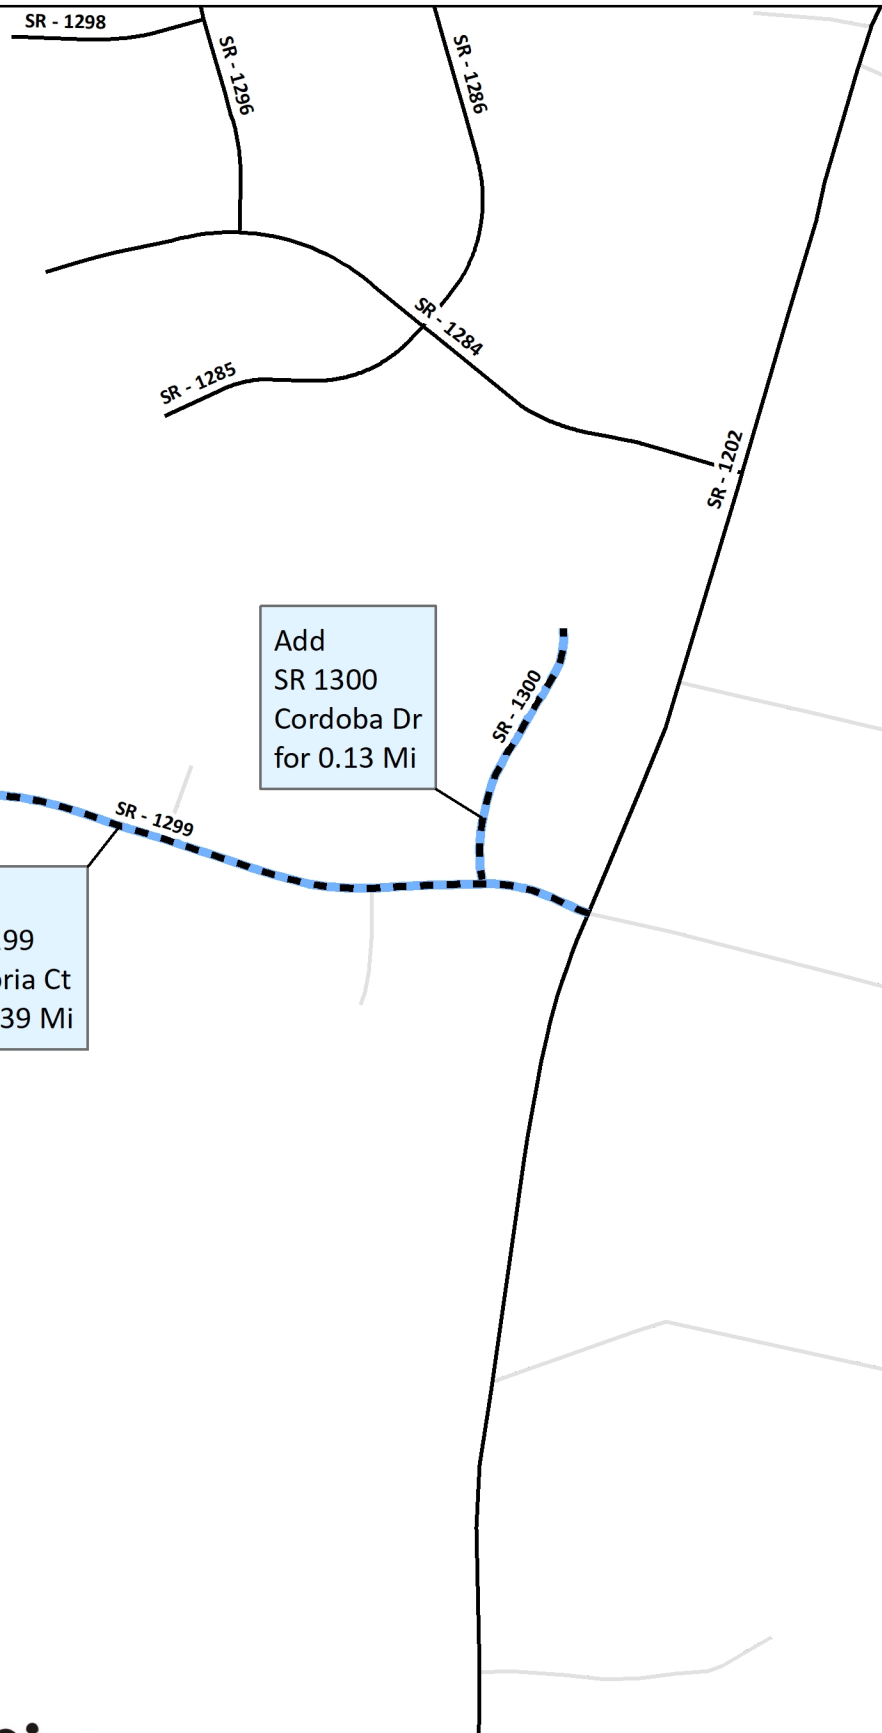 SR - 1298
SR - 1296
SR - 1286
SR - 1284
SR - 1285
SR - 1202
Add
SR 1300
Cordoba Dr
for 0.13 Mi
SR - 1300
SR - 1299
99
ria Ct
39 Mi